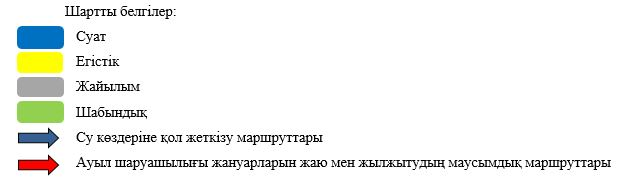 Шартты белгілер:
Суат
Егістік
Жайылым
Шабындық
Су көздеріне қол жеткізу маршруттары
Ауыл шаруашылығы жануарларын жаю мен жылжытудың маусымдық маршруттары